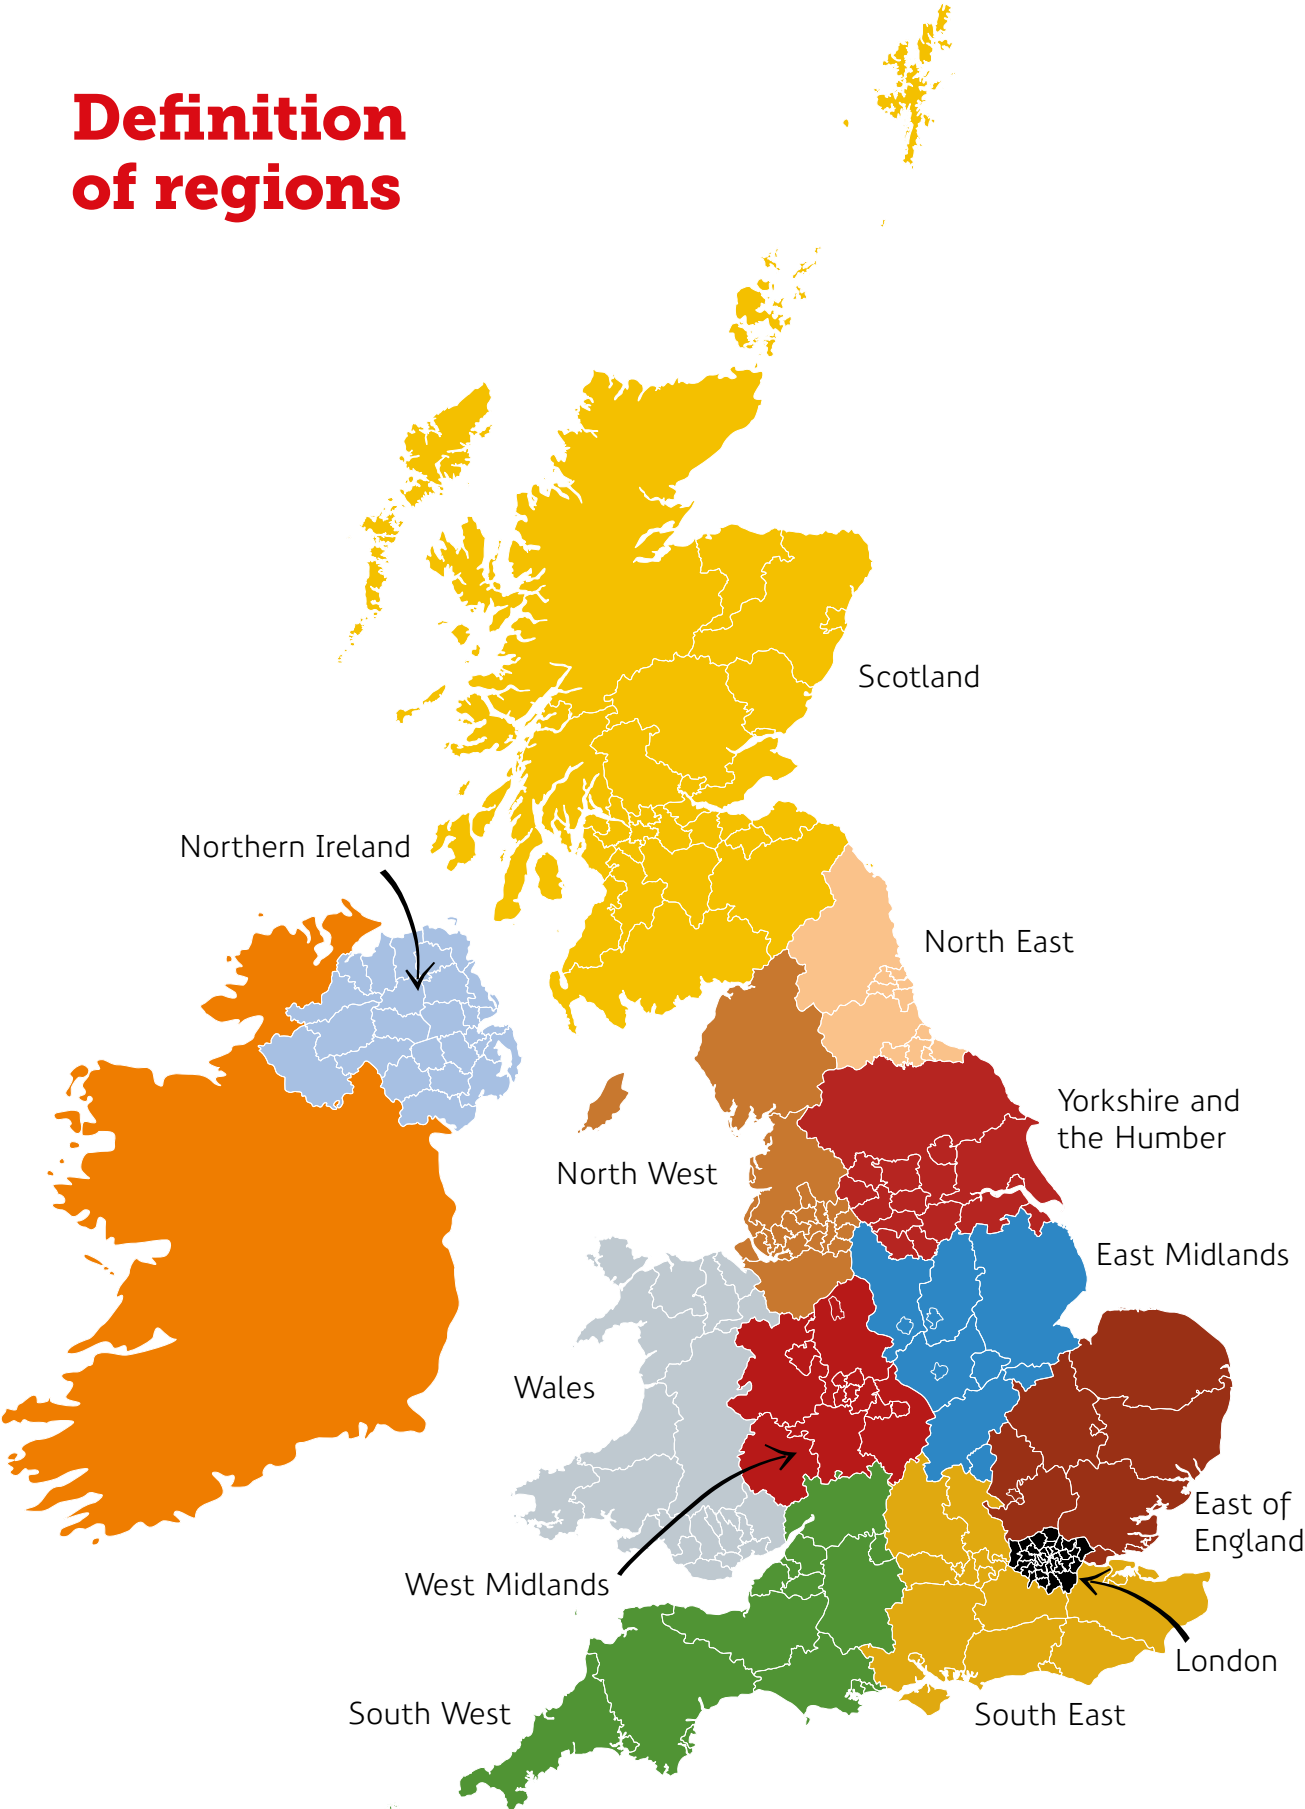 Definition
of regions
Scotland
Northern Ireland
North East
Yorkshire and
the Humber
North West
East Midlands
Wales
East of
England
West Midlands
London
South West
South East